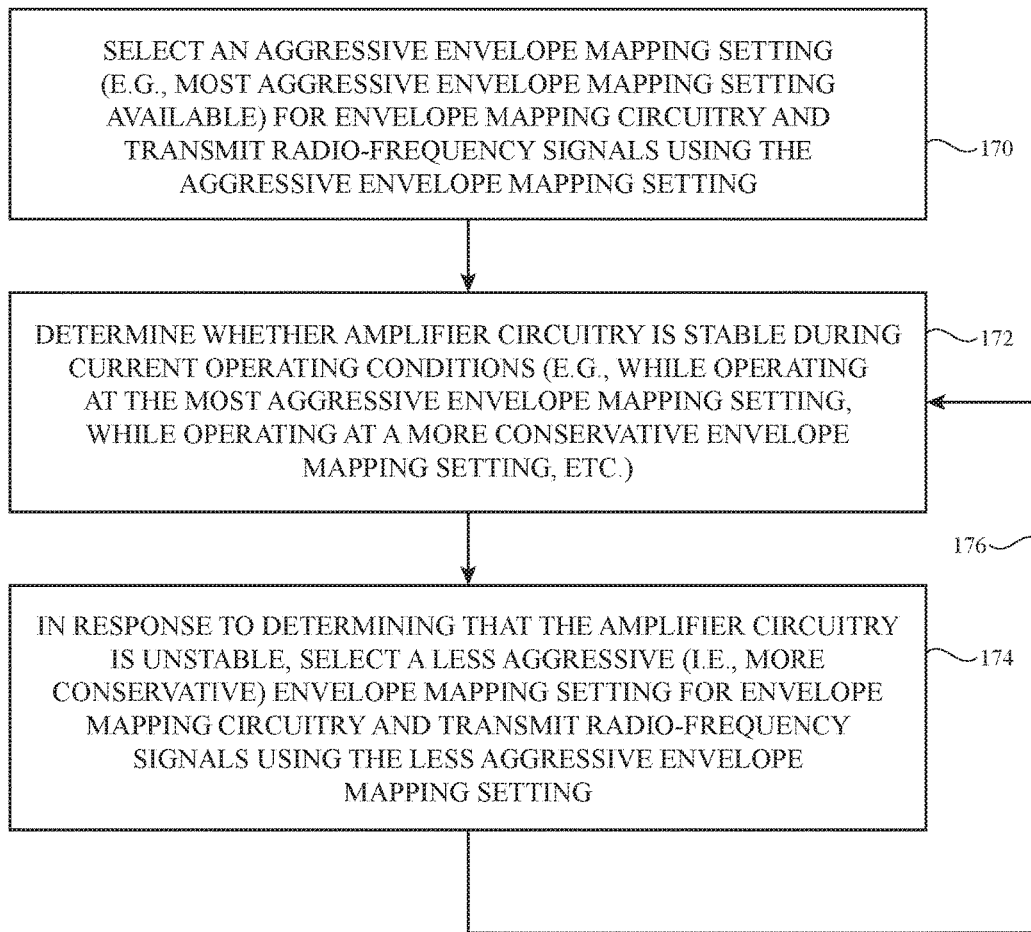 SELECT AN AGGRESSIVE ENVELOPE MAPPING SETTING
(E.G., MOST AGGRESSIVE ENVELOPE MAPPING SETTING
AVAILABLE) FOR ENVELOPE MAPPING CIRCUITRY AND
TRANSMIT RADIO-FREQUENCY SIGNALS USING THE
AGGRESSIVE ENVELOPE MAPPING SETTING
170
DETERMINE WHETHER AMPLIFIER CIRCUITRY IS STABLE DURING
CURRENT OPERATING CONDITIONS (E.G., WHILE OPERATING
AT THE MOST AGGRESSIVE ENVELOPE MAPPING SETTING,
WHILE OPERATING AT A MORE CONSERVATIVE ENVELOPE
MAPPING SETTING, ETC.)
172
176
IN RESPONSE TO DETERMINING THAT THE AMPLIFIER CIRCUITRY
IS UNSTABLE, SELECT A LESS AGGRESSIVE (I.E., MORE
CONSERVATIVE) ENVELOPE MAPPING SETTING FOR ENVELOPE
MAPPING CIRCUITRY AND TRANSMIT RADIO-FREQUENCY
SIGNALS USING THE LESS AGGRESSIVE ENVELOPE
MAPPING SETTING
174